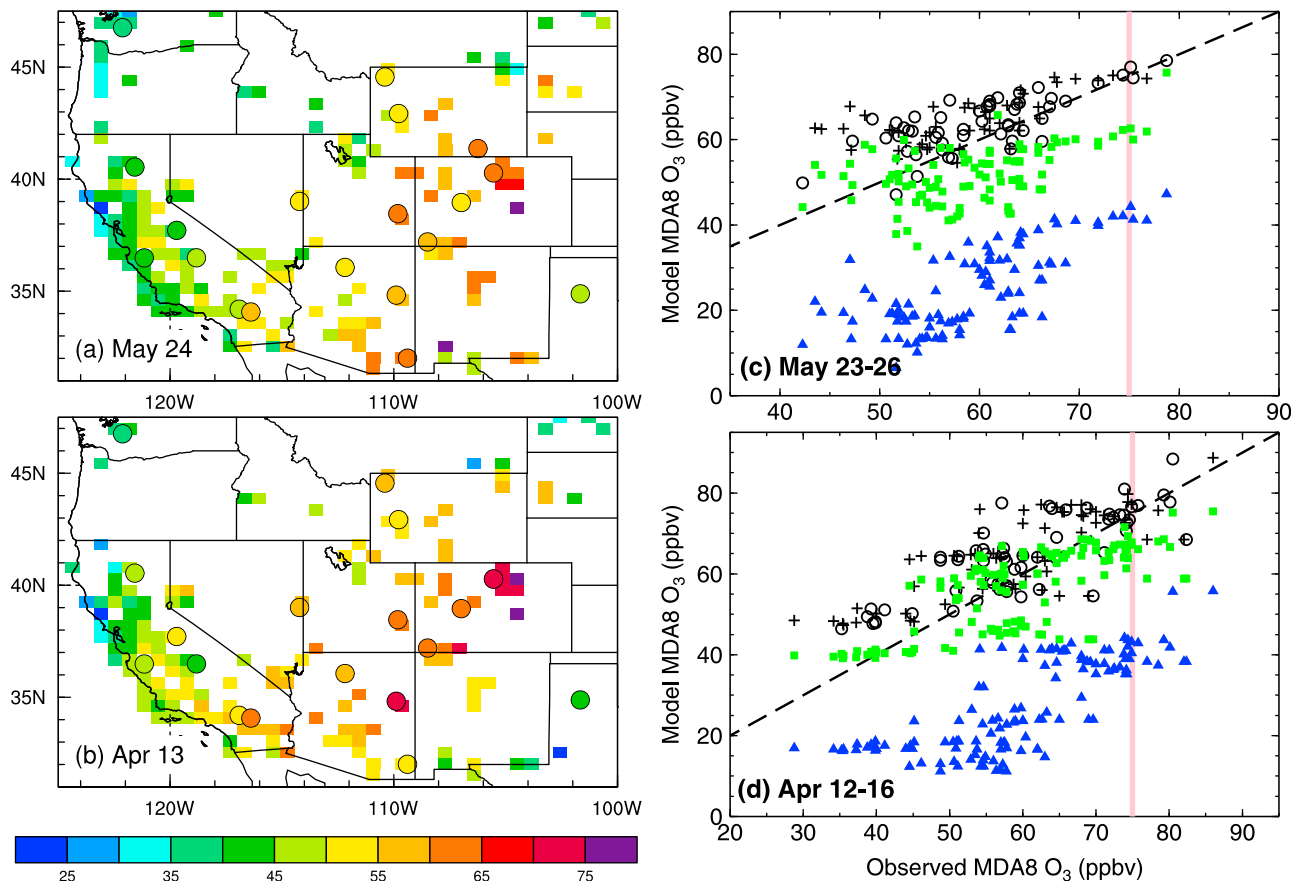 45N
40N
35N
(a) May 24
120W 110W 100W
45N
40N
35N
(b) Apr 13
120W 110W 100W
25 35 45 55 65 75
Model MDA8 O3 (ppbv)
80
60
40
20
0
(c) May 23-26
40 50 60 70 80 90
Model MDA8 O3 (ppbv)
80
60
40
20
0
(d) Apr 12-16
20 30 40 50 60 70 80 90
Observed MDA8 O3 (ppbv)